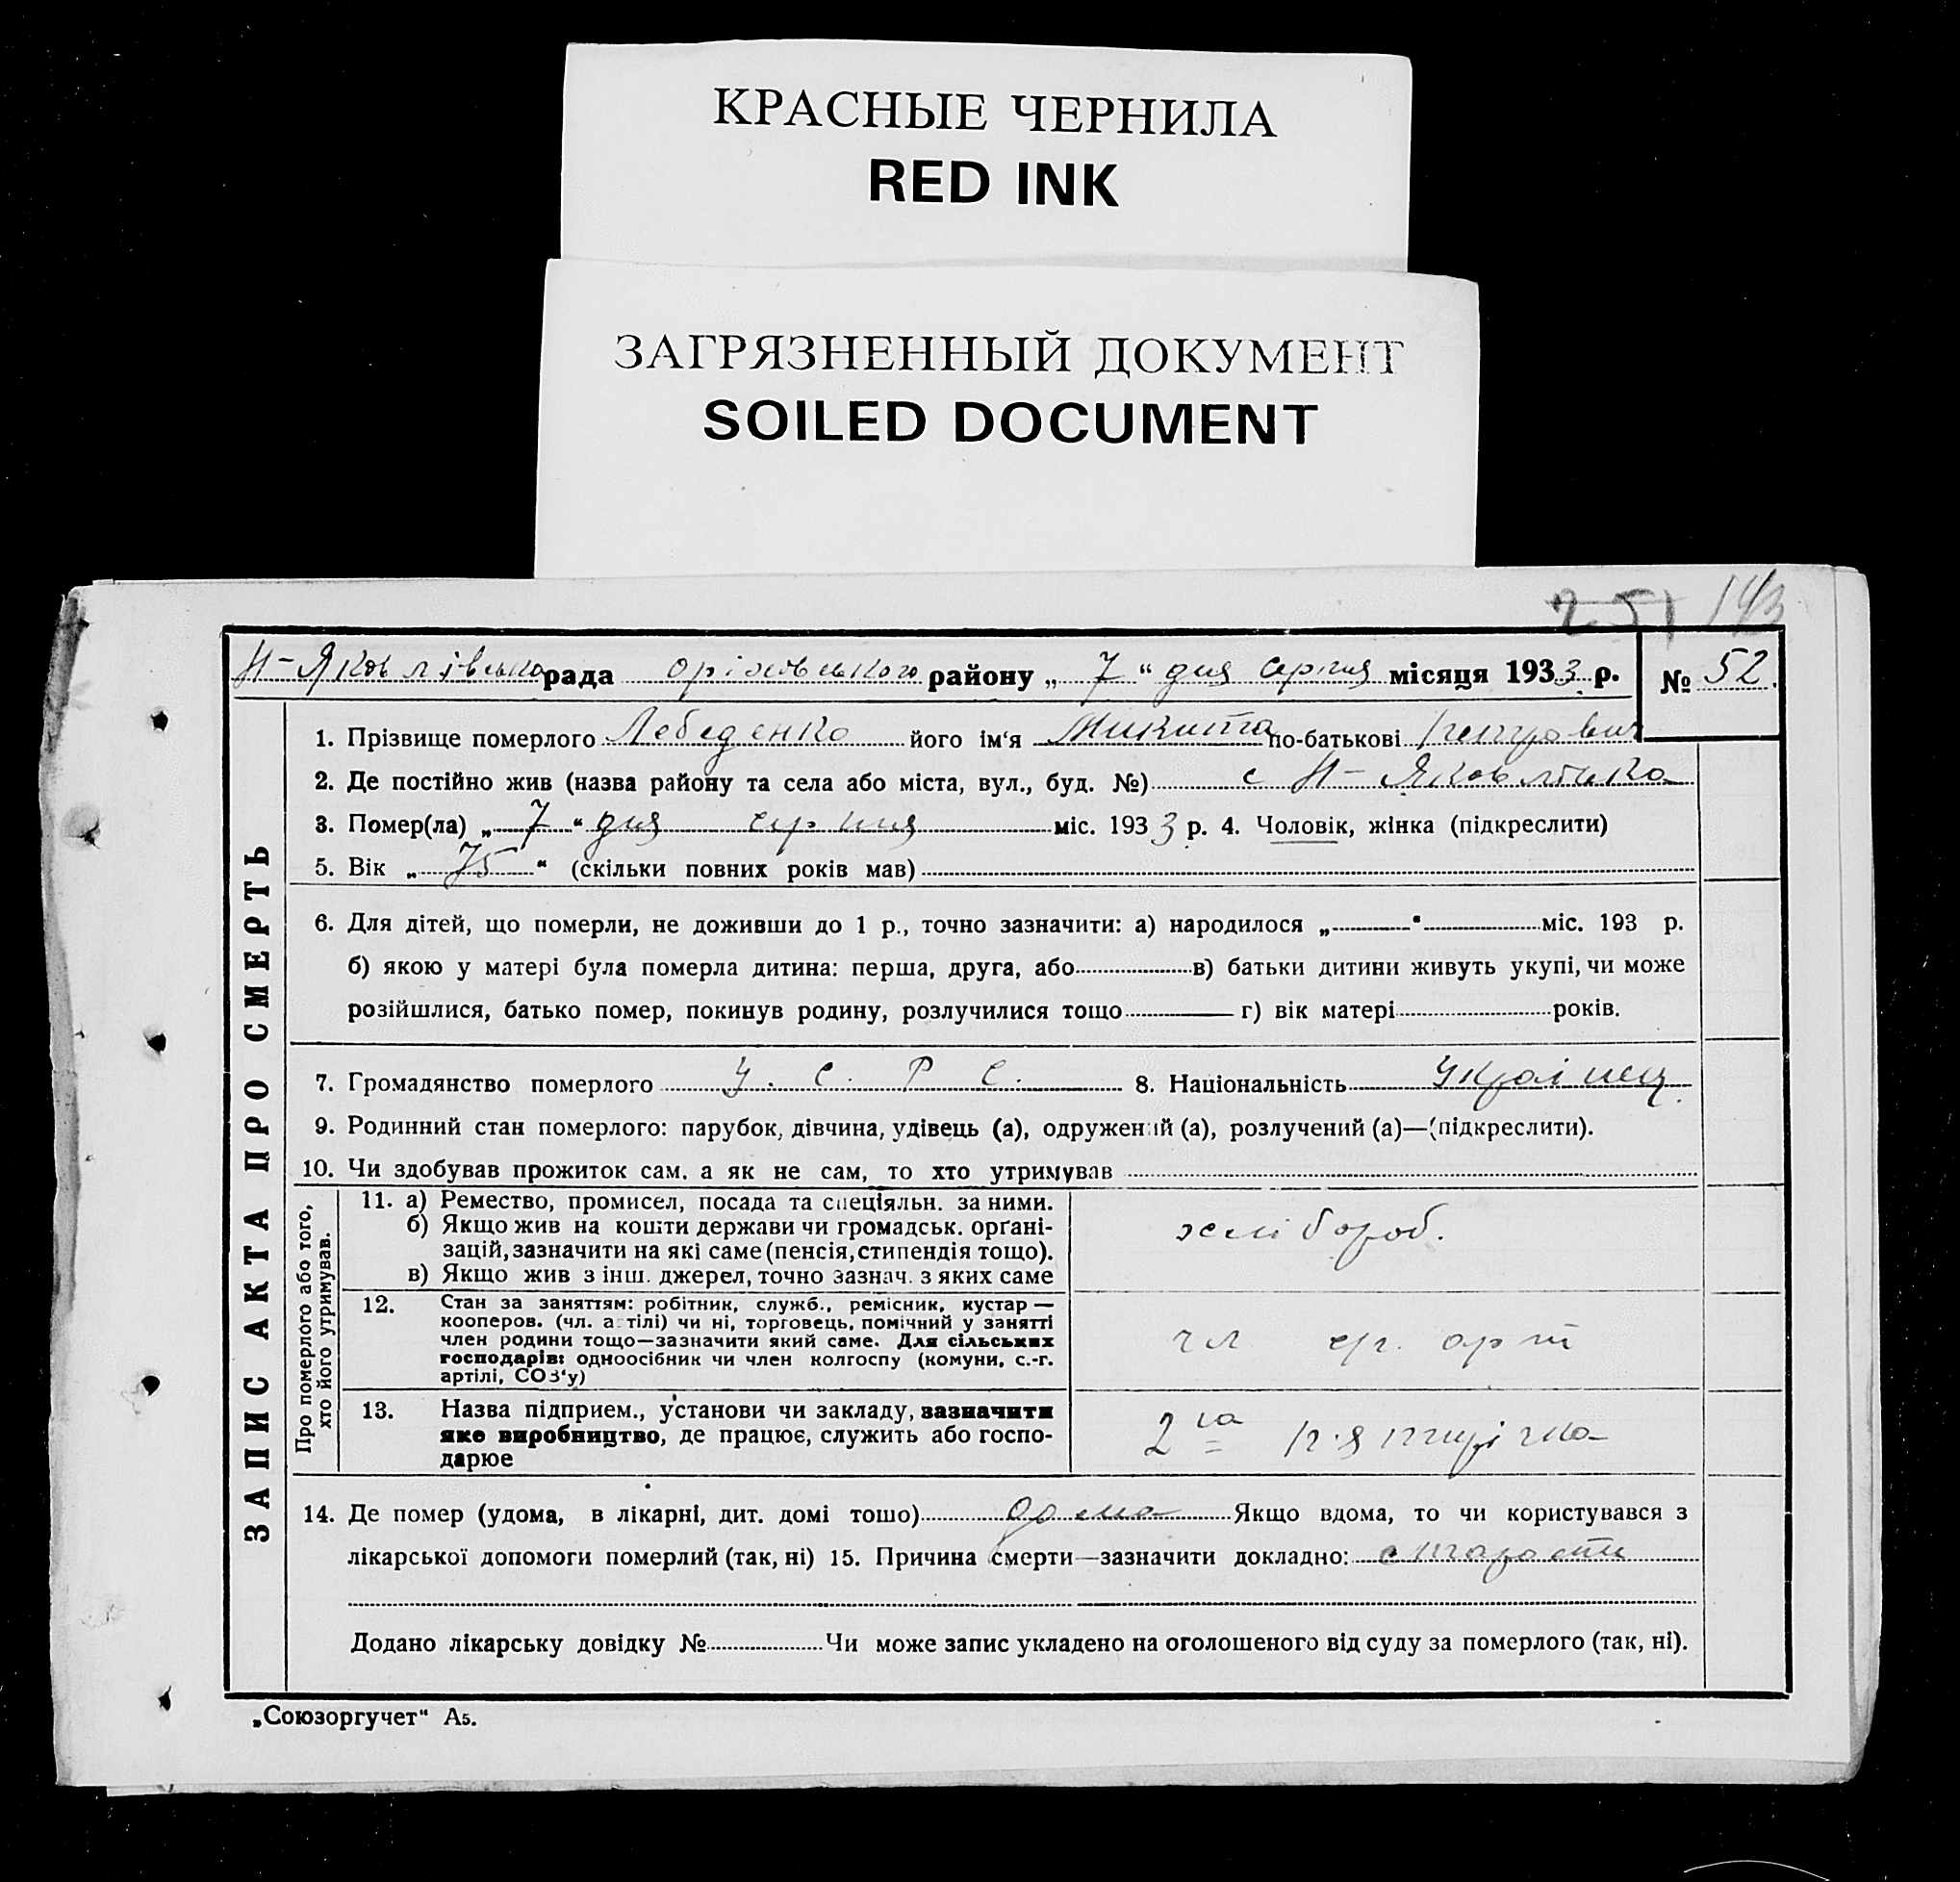 КРАСНЫЕ ЧЕРНИЛА
RED INK
ЗАГРЯЗНЕННЫЙ ДОКУМЕНТ
SOILED DOCUMENT
251 143
Н-Яковлівська рада оріховського району „7“ дня серпня місяця 1933 р. № 52.
ЗАПИС АКТА ПРО СМЕРТЬ
1. Прізвище померлого Лебеденко його ім‘я Микита по-батькові Петрович
2. Де постійно жив (назва району та села або міста, вул., буд. №) с Н-Яковлівка
3. Помер(ла) „7“ дня серпня міс. 1933 р. 4. Чоловік, жінка (підкреслити)
5. Вік „75“ (скільки повних років мав)
6. Для дітей, що померли, не доживши до 1 р., точно зазначити: а) народилося „ “ міс. 193 р.
б) якою у матері була померла дитина: перша, друга, або в) батьки дитини живуть укупі, чи може
розійшлися, батько помер, покинув родину, розлучилися тощо г) вік матері років.
7. Громадянство померлого У. С. Р. С. 8. Національність Українец.
9. Родинний стан померлого: парубок, дівчина, удівець (а), одружений (а), розлучений (а)—(підкреслити).
10. Чи здобував прожиток сам, а як не сам, то хто утримував
Про померлого або того,
хто його утримував.
11. а) Ремество, промисел, посада та спеціяльн. за ними.
б) Якщо жив на кошти держави чи громадськ. орґані-
зацій, зазначити на які саме (пенсія, стипендія тощо).
в) Якщо жив з інш. джерел, точно зазнач. з яких саме
хлібороб.
12. Стан за заняттям: робітник, служб., ремісник, кустар —
кооперов. (чл. артілі) чи ні, торговець, помічний у занятті
член родини тощо—зазначити який саме. Для сільських
господарів: одноосібник чи член колгоспу (комуни, с.-г.
артілі, СОЗ‘у)
чл с/г. арт
13. Назва підприєм., установи чи закладу, зазначити
яке виробництво, де працює, служить або госпо-
дарює
2га п'ятирічка
14. Де помер (удома, в лікарні, дит. домі тощо) дома Якщо вдома, то чи користувався з
лікарської допомоги померлий (так, ні) 15. Причина смерти—зазначити докладно: старости
Додано лікарську довідку № Чи може запис укладено на оголошеного від суду за померлого (так, ні).
„Союзоргучет“ А5.